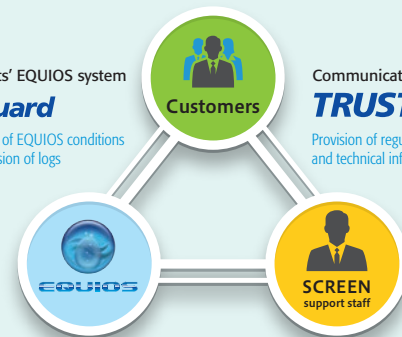 ts' EQUIOS system
uard
of EQUIOS conditions
sion of logs
Customers
Communicat
TRUST
Provision of regu
and technical inf
EQUIOS
SCREEN
support staff